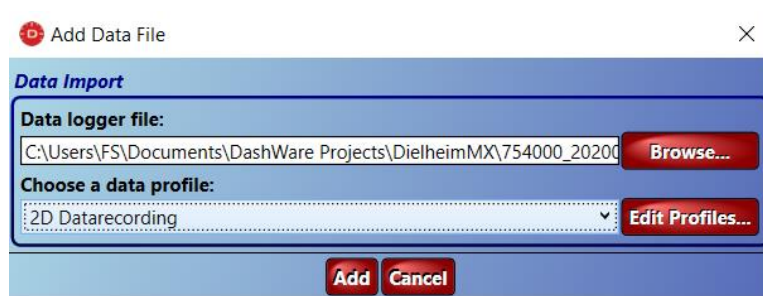 Add Data File
Data Import
Data logger file:
C:\Users\FS\Documents\DashWare Projects\DielheimMX\754000_20200 Browse...
Choose a data profile:
2D Datarecording Edit Profiles...
Add Cancel